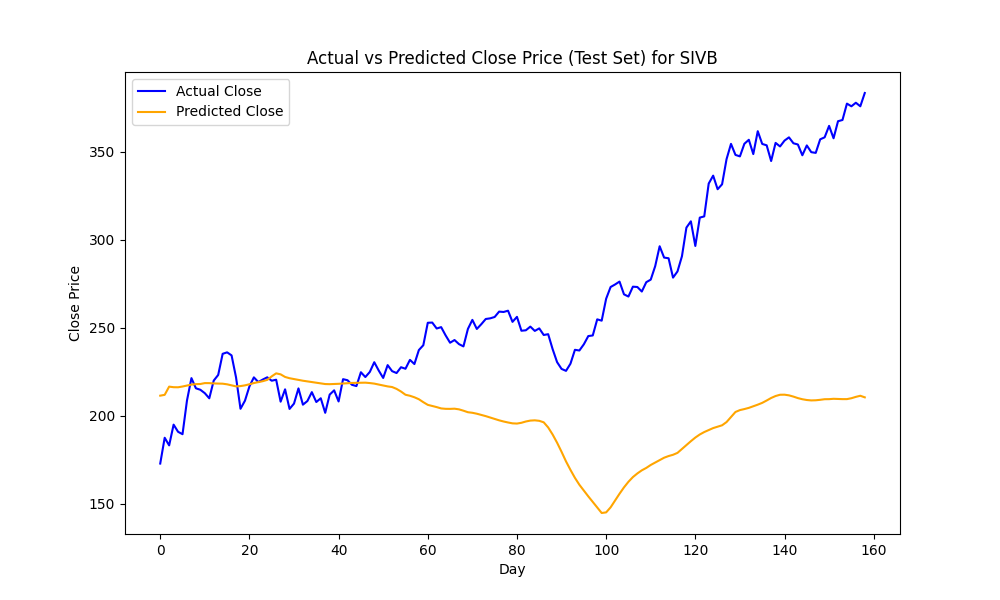 Actual vs Predicted Close Price (Test Set) for SIVB
Actual Close
Predicted Close
Close Price
350
300
250
200
150
0 20 40 60 80 100 120 140 160
Day